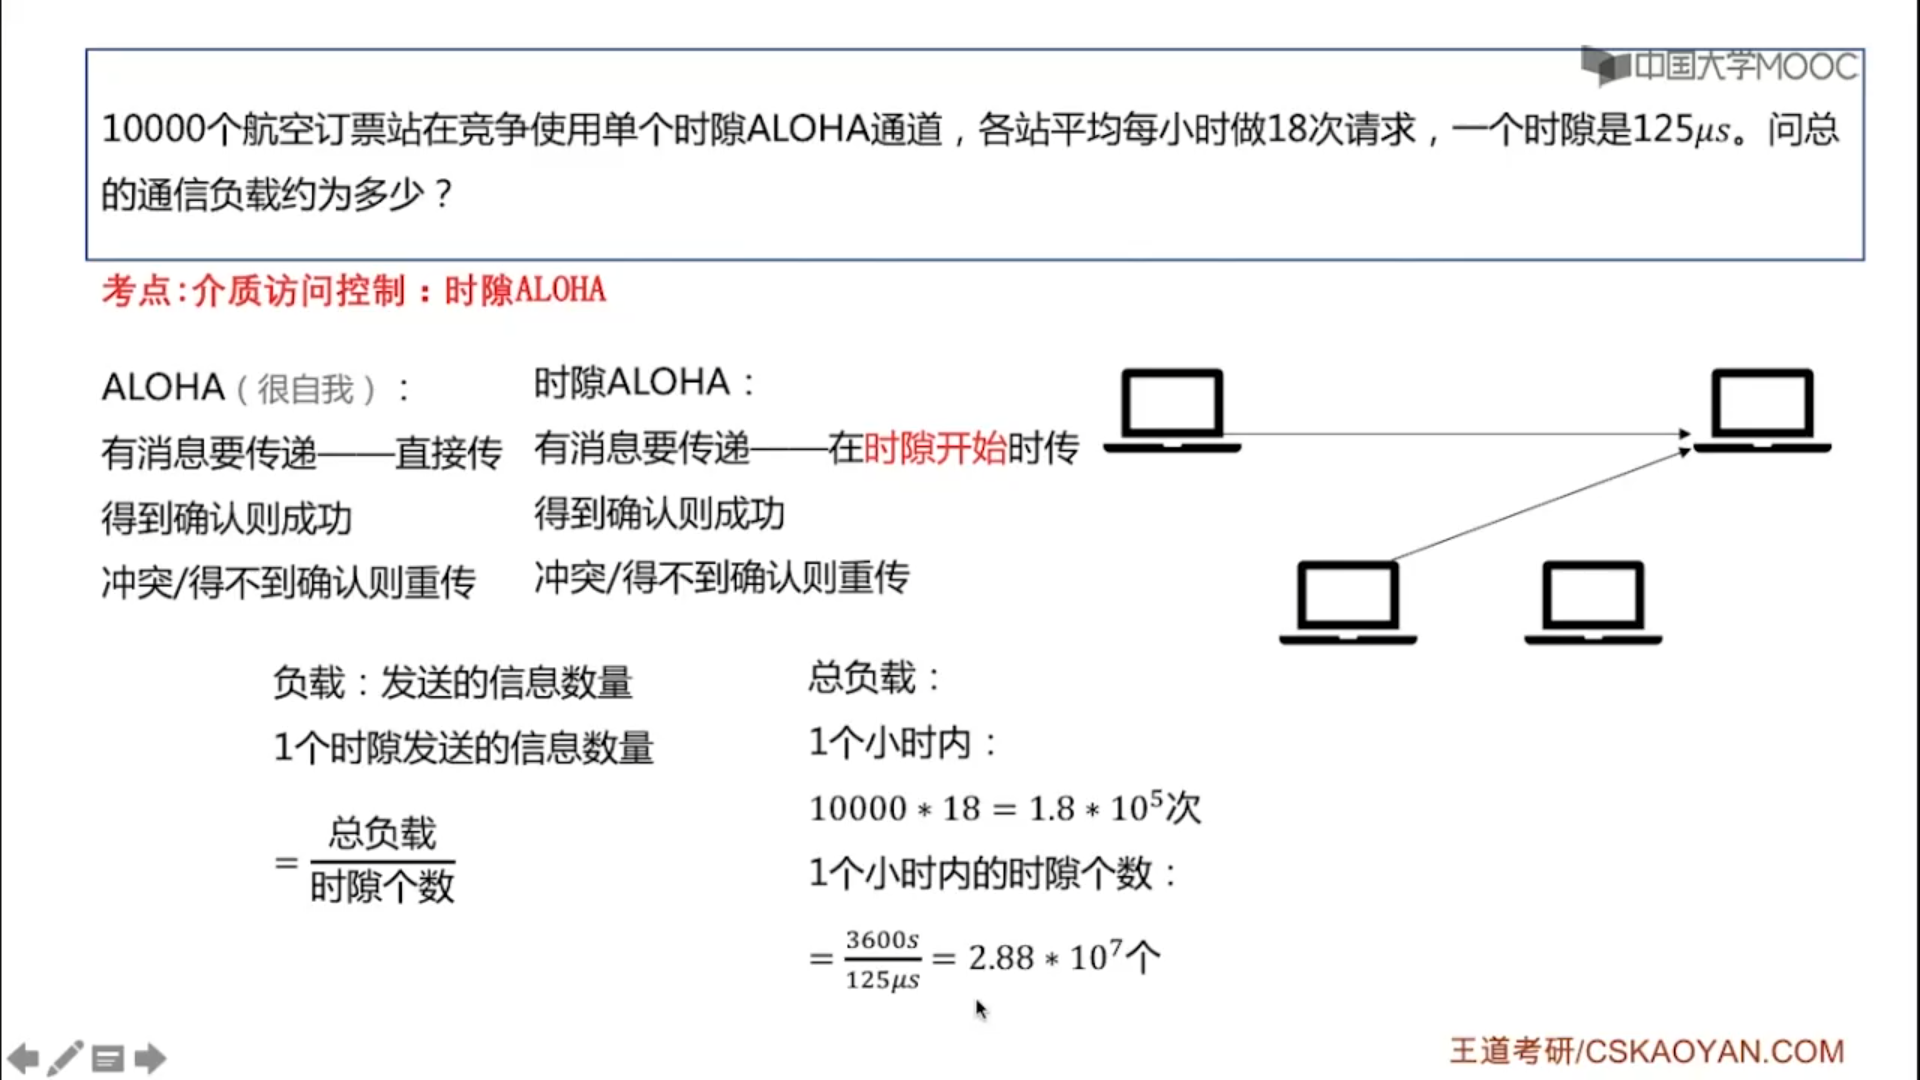 中国大学MOOC
10000个航空订票站在竞争使用单个时隙ALOHA通道，各站平均每小时做18次请求，一个时隙是125μs。问总
的通信负载约为多少？
考点:介质访问控制：时隙ALOHA
ALOHA（很自我）：
有消息要传递——直接传
得到确认则成功
冲突/得不到确认则重传
时隙ALOHA：
有消息要传递——在时隙开始时传
得到确认则成功
冲突/得不到确认则重传
负载：发送的信息数量
1个时隙发送的信息数量
= 总负载/时隙个数
总负载：
1个小时内：
10000 * 18 = 1.8 * 10⁵次
1个小时内的时隙个数：
= 3600s/125μs = 2.88 * 10⁷个
王道考研/CSKAOYAN.COM